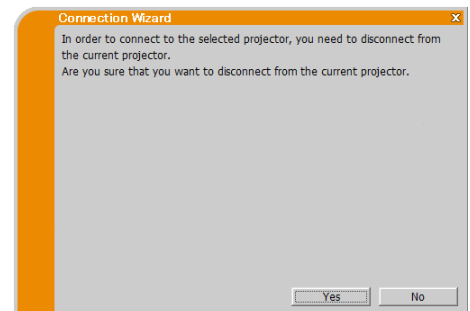 Connection Wizard x
In order to connect to the selected projector, you need to disconnect from
the current projector.
Are you sure that you want to disconnect from the current projector.
Yes No